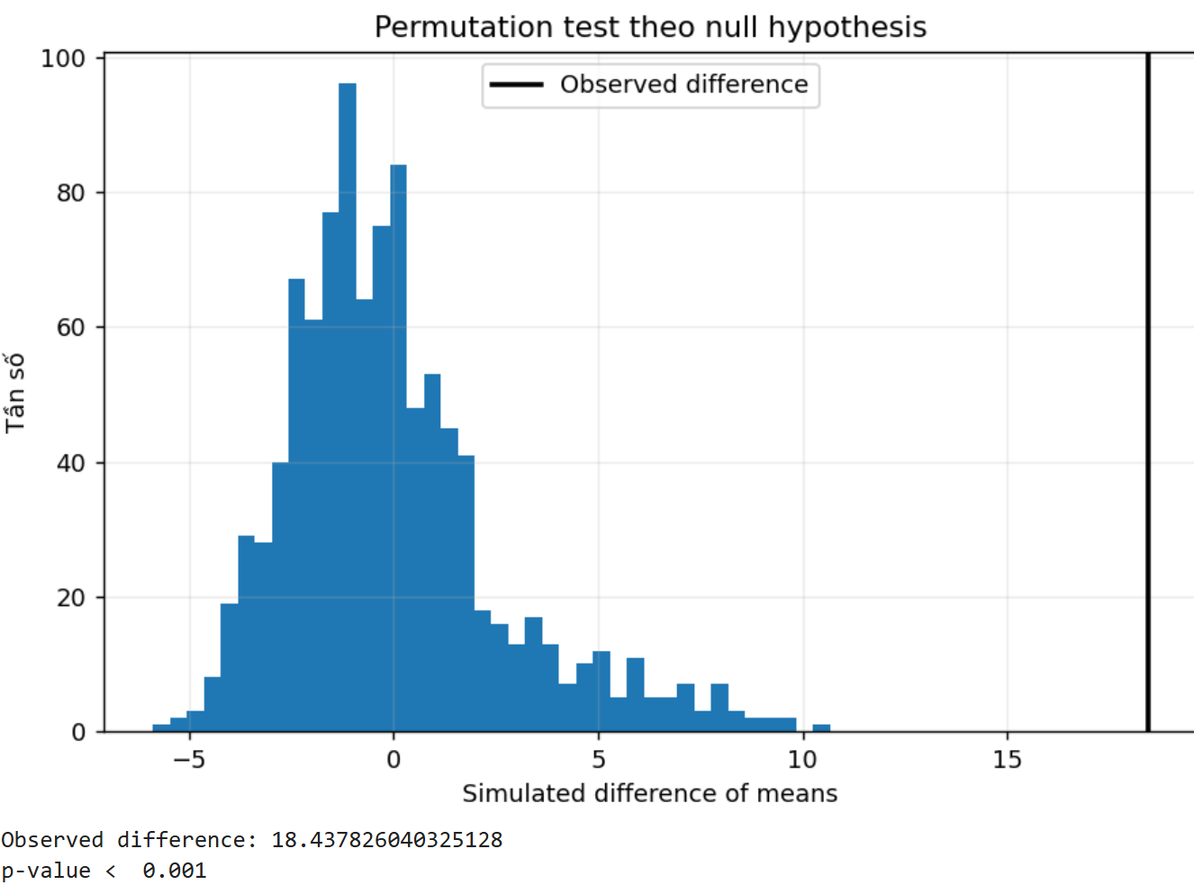 Permutation test theo null hypothesis
Observed difference
100
80
60
40
20
0
Tần số
−5 0 5 10 15
Simulated difference of means
Observed difference: 18.437826040325128
p-value <  0.001